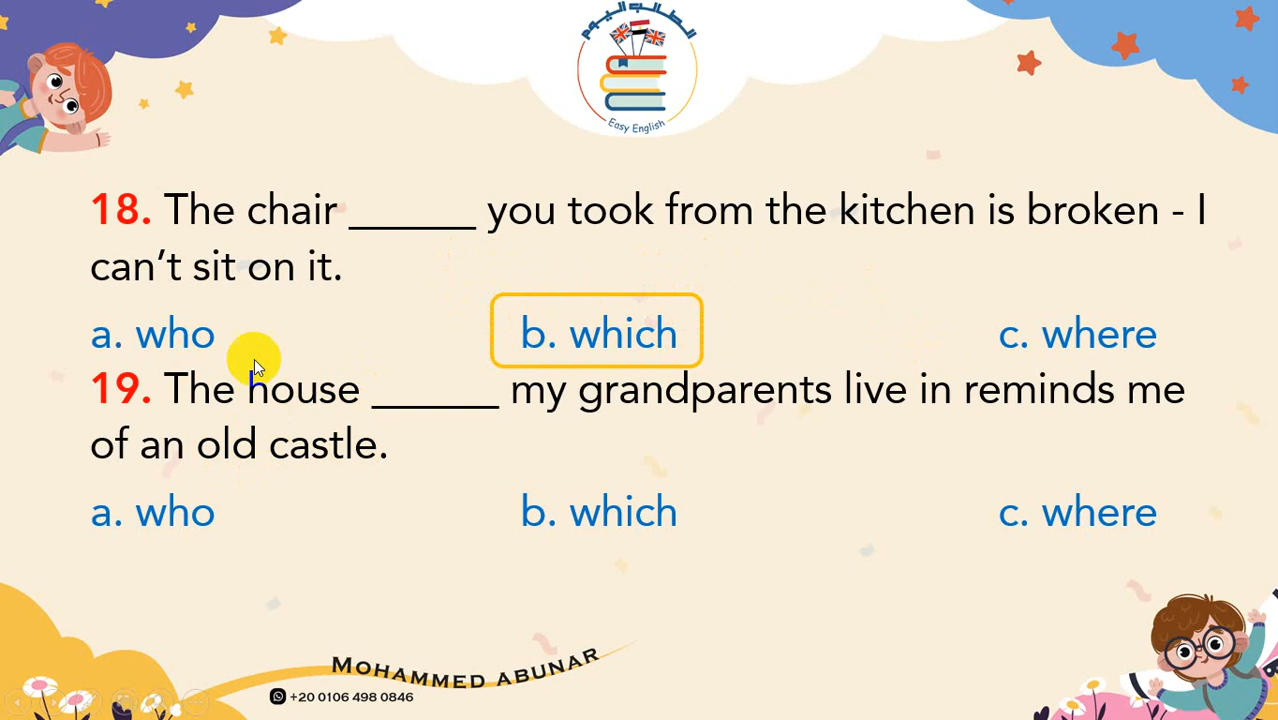 الطالب اليوم
Easy English
18. The chair ______ you took from the kitchen is broken - I
can’t sit on it.
a. who b. which c. where
19. The house ______ my grandparents live in reminds me
of an old castle.
a. who b. which c. where
MOHAMMED ABUNAR
+20 0106 498 0846